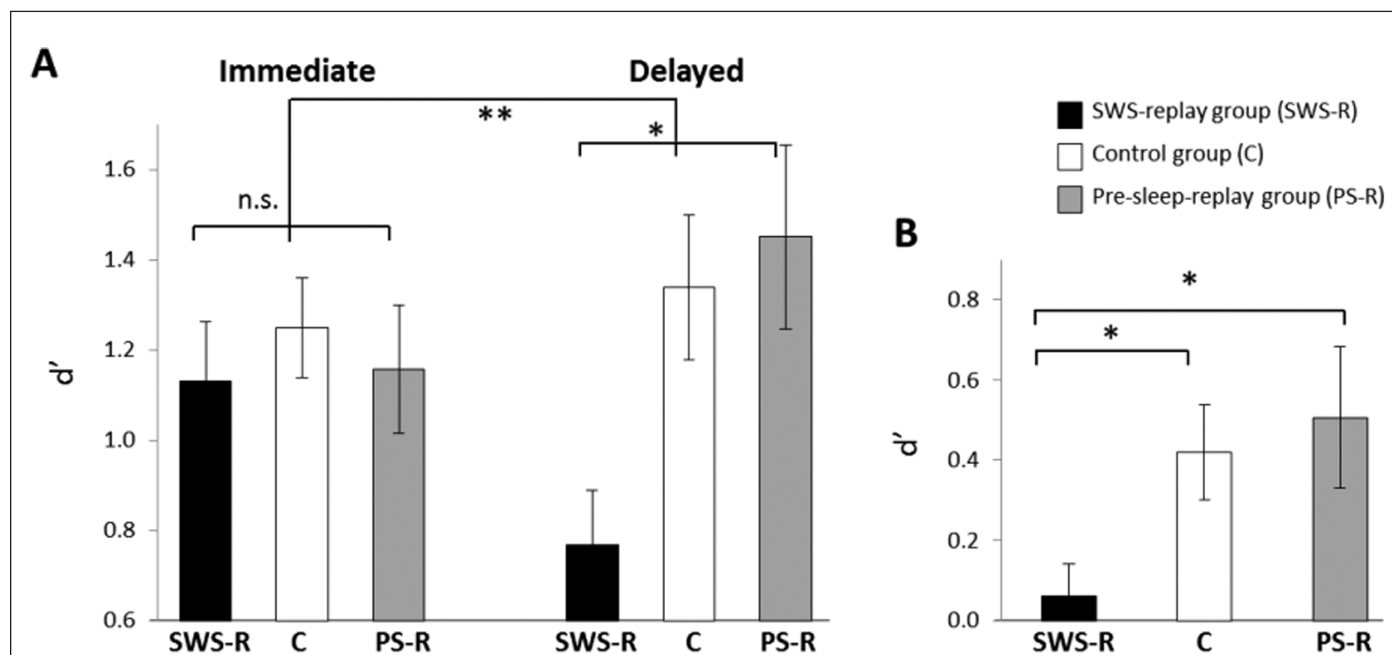 A
Immediate
Delayed
**
*
n.s.
d’
1.6
1.4
1.2
1.0
0.8
0.6
SWS-R C PS-R
SWS-R C PS-R
SWS-replay group (SWS-R)
Control group (C)
Pre-sleep-replay group (PS-R)
B
*
*
d’
0.8
0.6
0.4
0.2
0.0
SWS-R C PS-R